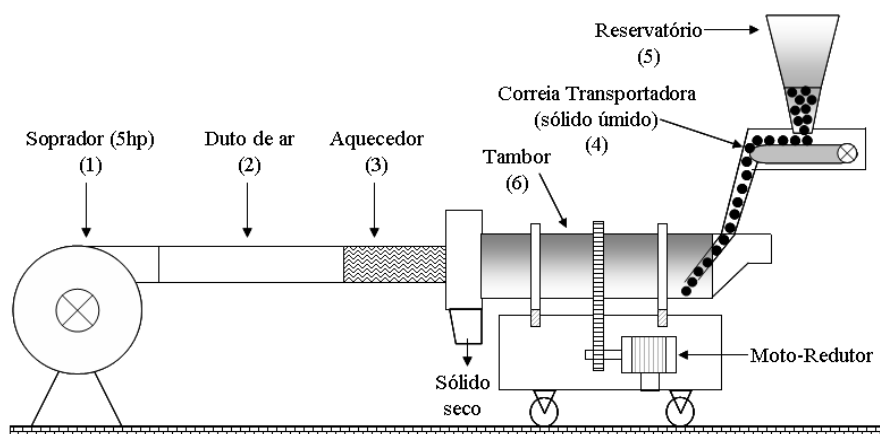 Reservatório
(5)
Correia Transportadora
(sólido úmido)
(4)
Soprador (5hp)
(1)
Duto de ar
(2)
Aquecedor
(3)
Tambor
(6)
Moto-Redutor
Sólido
seco